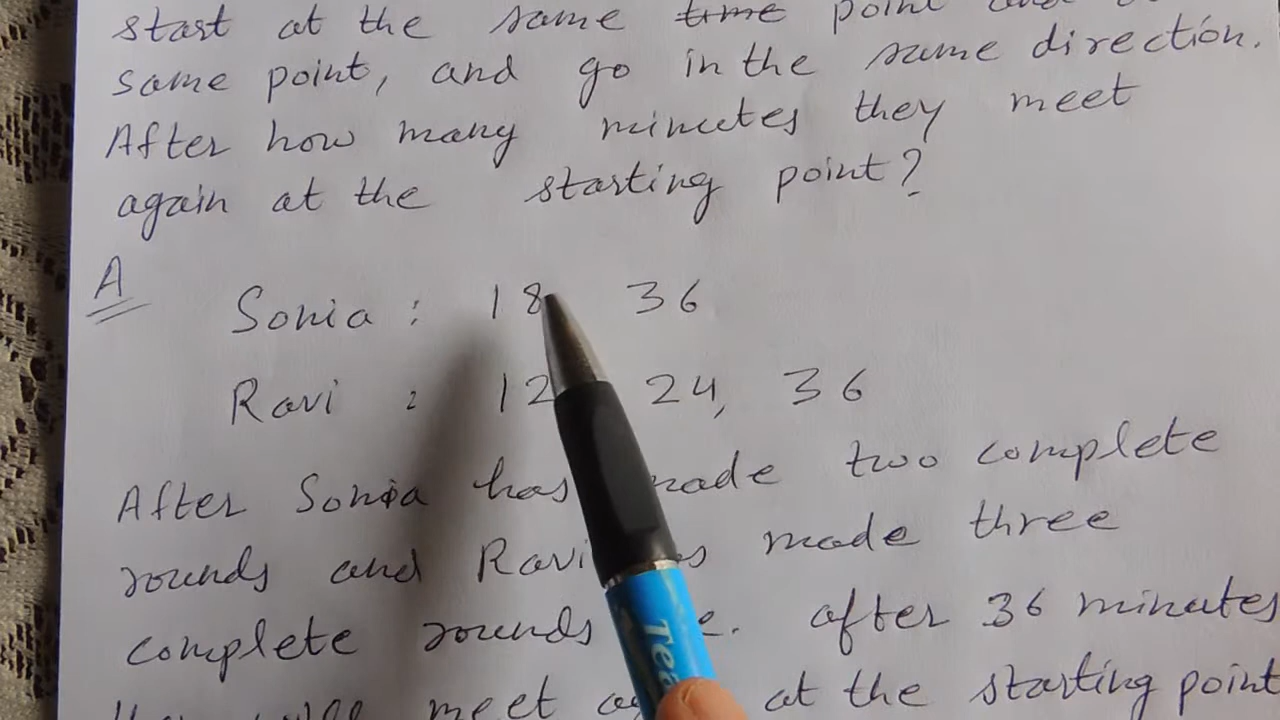 start at the same time point and
same point, and go in the same direction.
After how many minutes they meet
again at the starting point?
A
Sonia : 18 36
Ravi : 12 24, 36
After Sonia has made two complete
rounds and Ravi made three
complete rounds after 36 minutes
meet at the starting point
Tea